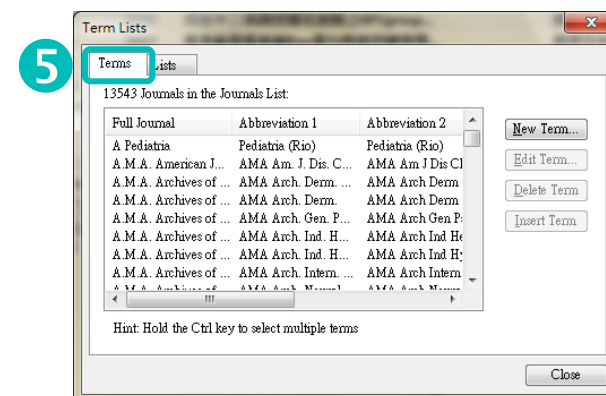 Term Lists
5
Terms Lists
13543 Journals in the Journals List:
Full Journal Abbreviation 1 Abbreviation 2
A Pediatria Pediatria (Rio) Pediatria (Rio)
A.M.A. American J... AMA Am. J. Dis. C... AMA Am J Dis Cl
A.M.A. Archives of ... AMA Arch. Derm. ... AMA Arch Derm
A.M.A. Archives of ... AMA Arch. Derm. AMA Arch Derm
A.M.A. Archives of ... AMA Arch. Gen. P... AMA Arch Gen P
A.M.A. Archives of ... AMA Arch. Ind. H... AMA Arch Ind He
A.M.A. Archives of ... AMA Arch. Ind. H... AMA Arch Ind Hy
A.M.A. Archives of ... AMA Arch. Intern. ... AMA Arch Intern
New Term...
Edit Term...
Delete Term
Insert Term
Hint: Hold the Ctrl key to select multiple terms
Close